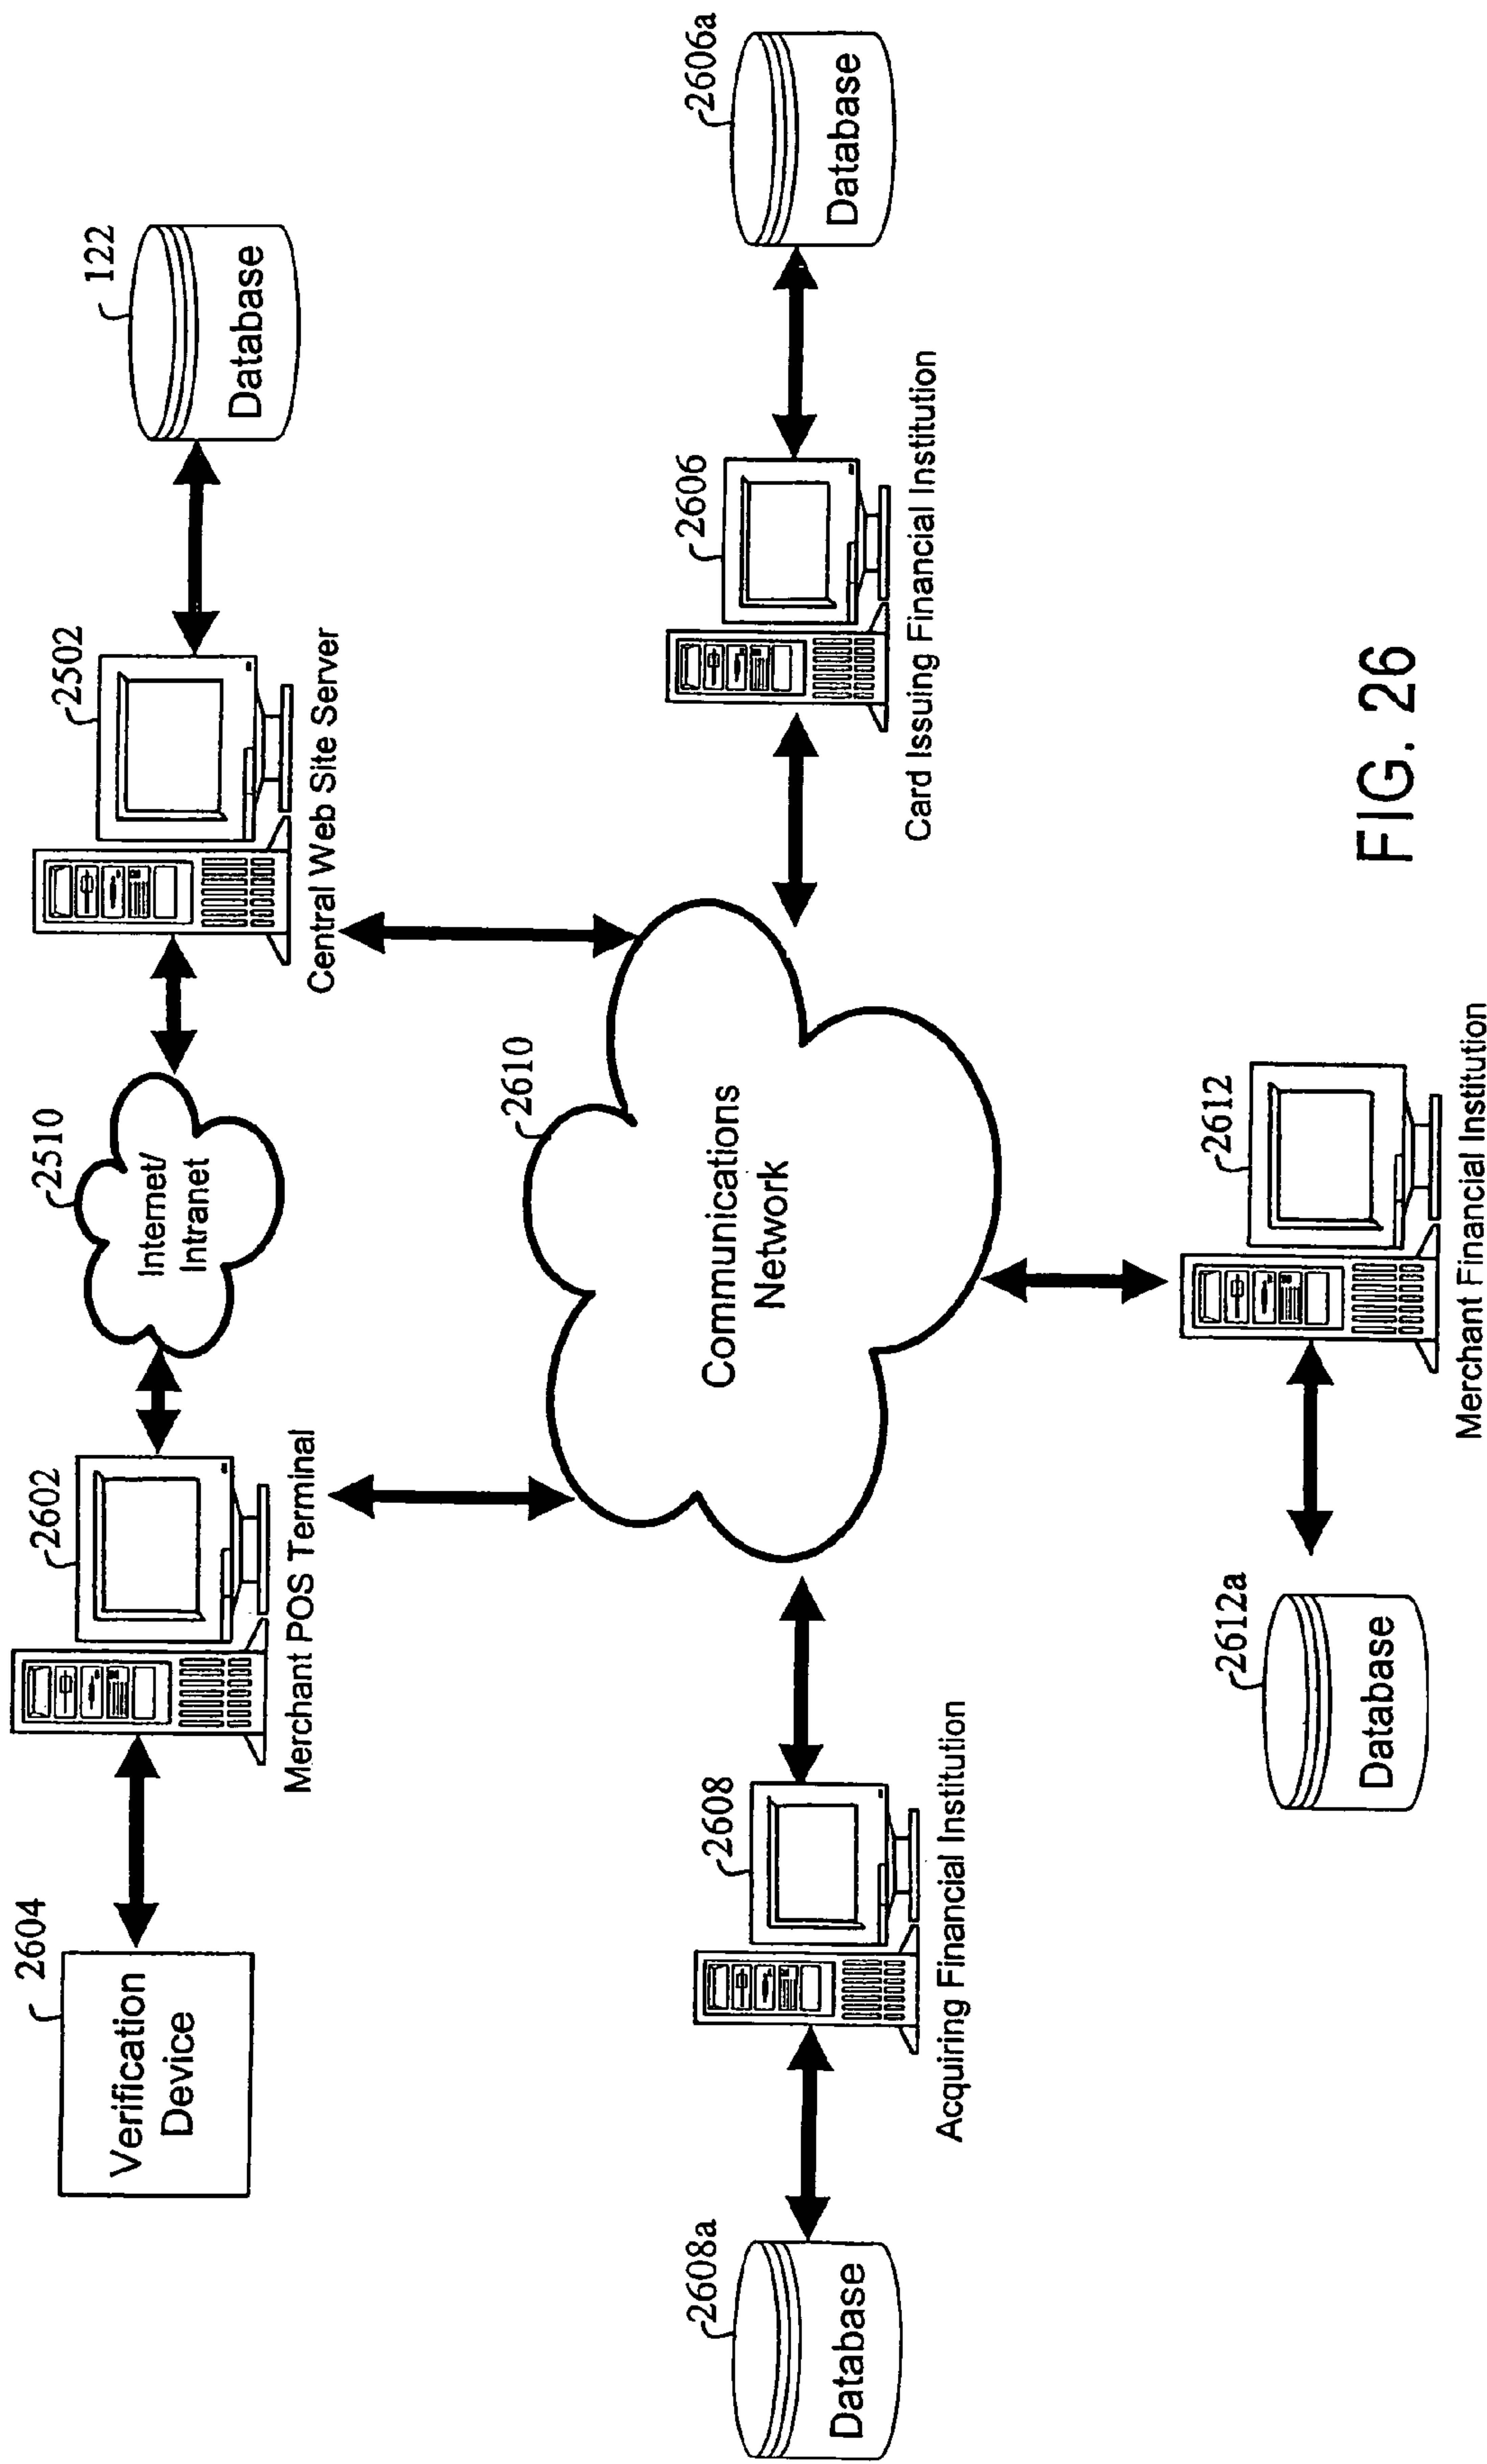 2604
Verification
Device
2602
Merchant POS Terminal
2510
Internet/
Intranet
2502
Central Web Site Server
122
Database
2610
Communications
Network
2608a
Database
2608
Acquiring Financial Institution
2606
Card Issuing Financial Institution
2606a
Database
2612a
Database
2612
Merchant Financial Institution
FIG. 26